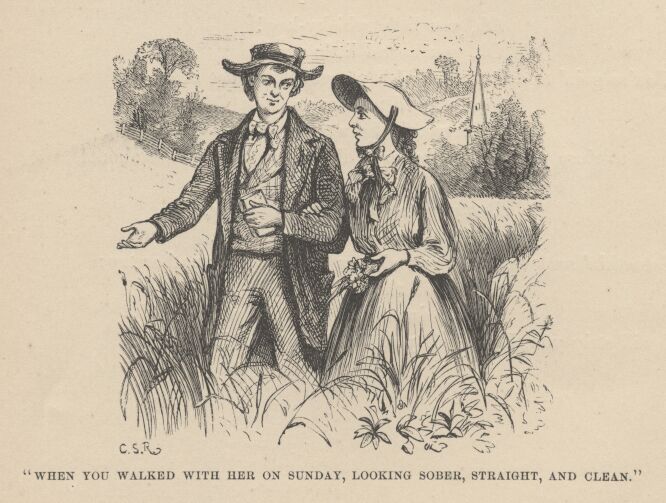 C.S.R.
"WHEN YOU WALKED WITH HER ON SUNDAY, LOOKING SOBER, STRAIGHT, AND CLEAN."